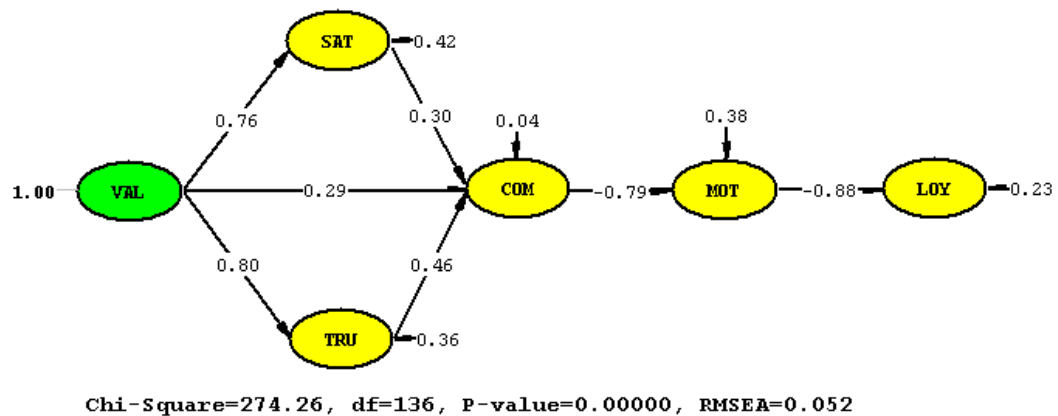 SAT
0.42
0.76
0.30
0.04
0.38
1.00
VAL
0.29
COM
-0.79
MOT
-0.88
LOY
0.23
0.80
0.46
TRU
0.36
Chi-Square=274.26, df=136, P-value=0.00000, RMSEA=0.052